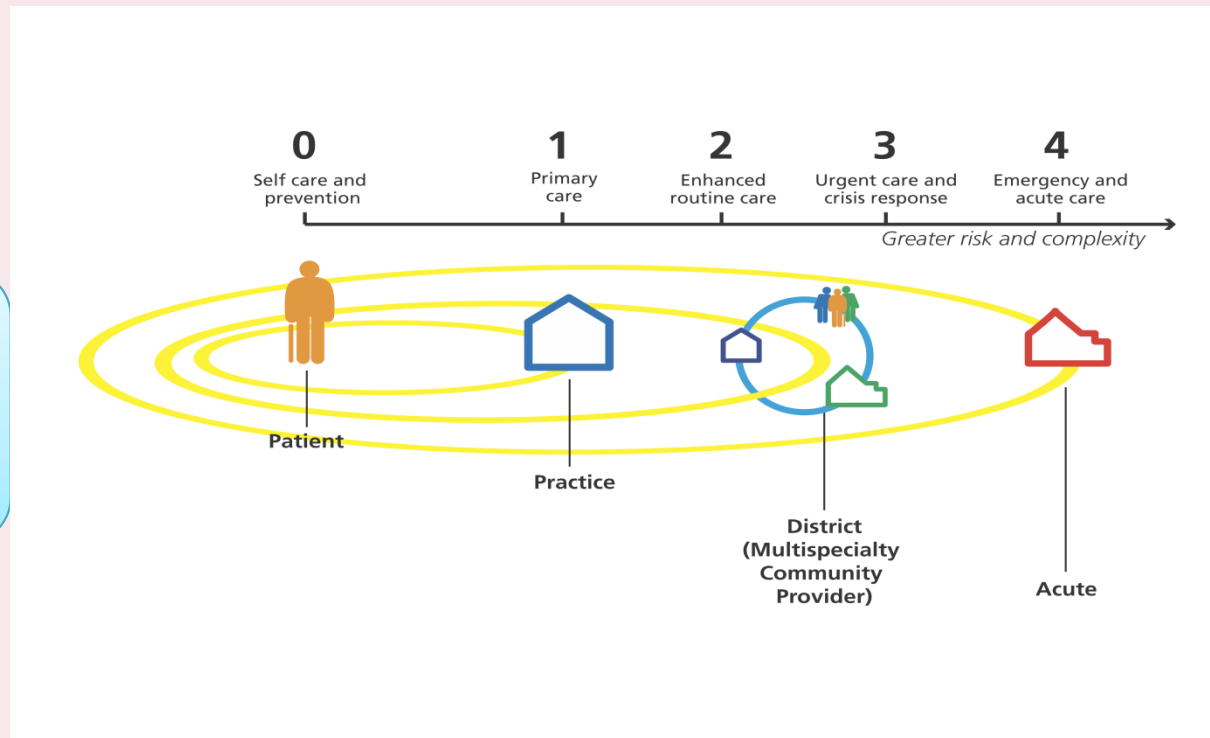 0
Self care and
prevention
1
Primary
care
2
Enhanced
routine care
3
Urgent care and
crisis response
4
Emergency and
acute care
Greater risk and complexity
Patient
Practice
District
(Multispecialty
Community
Provider)
Acute